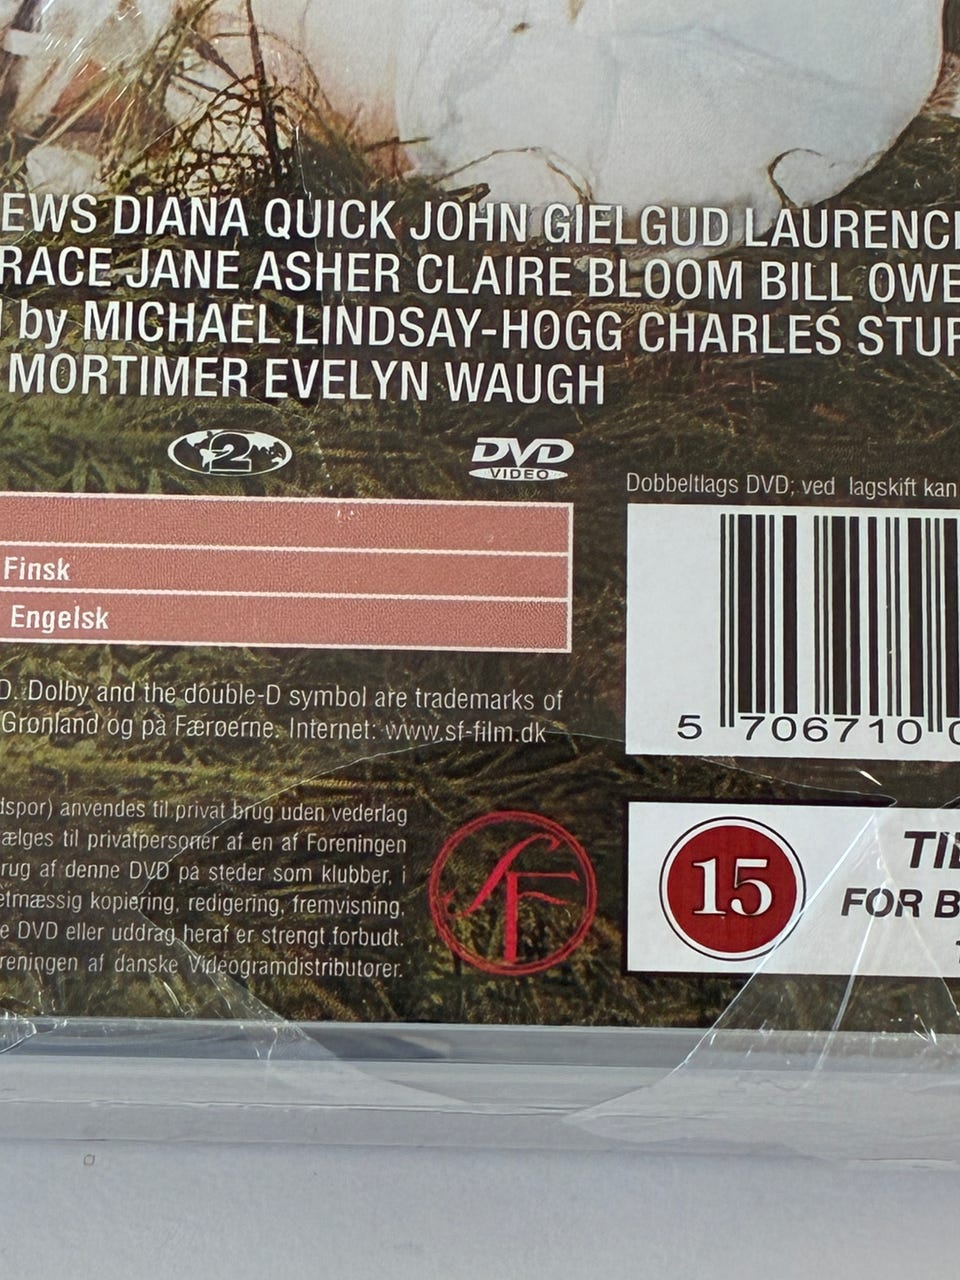 EWS DIANA QUICK JOHN GIELGUD LAURENC
RACE JANE ASHER CLAIRE BLOOM BILL OWE
by MICHAEL LINDSAY-HOGG CHARLES STUR
MORTIMER EVELYN WAUGH
2
DVD
VIDEO
Dobbeltlags DVD; ved lagskift kan
Finsk
Engelsk
D. Dolby and the double-D symbol are trademarks of
Grønland og på Færøerne. Internet: www.sf-film.dk
5 706710 0
dspor) anvendes til privat brug uden vederlag
ælges til privatpersoner af en af Foreningen
rug af denne DVD på steder som klubber, i
etmæssig kopiering, redigering, fremvisning,
e DVD eller uddrag heraf er strengt forbudt.
reningen af danske Videogramdistributorer.
SF
15
TIL
FOR B